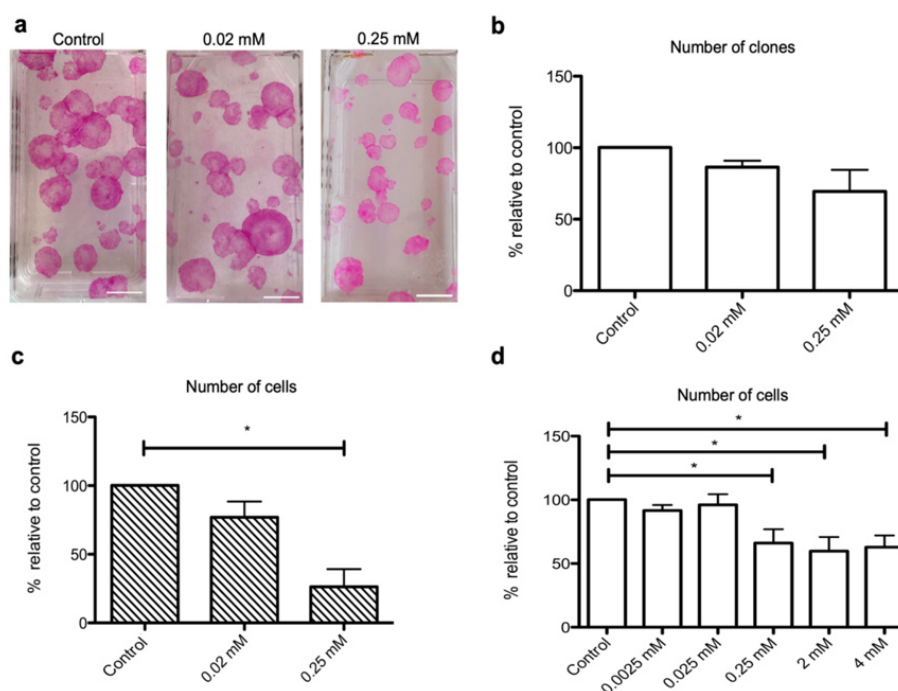 a
Control
0.02 mM
0.25 mM
b
Number of clones
% relative to control
150
100
50
0
Control
0.02 mM
0.25 mM
c
Number of cells
% relative to control
150
100
50
0
*
Control
0.02 mM
0.25 mM
d
Number of cells
% relative to control
150
100
50
0
*
*
*
Control
0.0025 mM
0.025 mM
0.25 mM
2 mM
4 mM